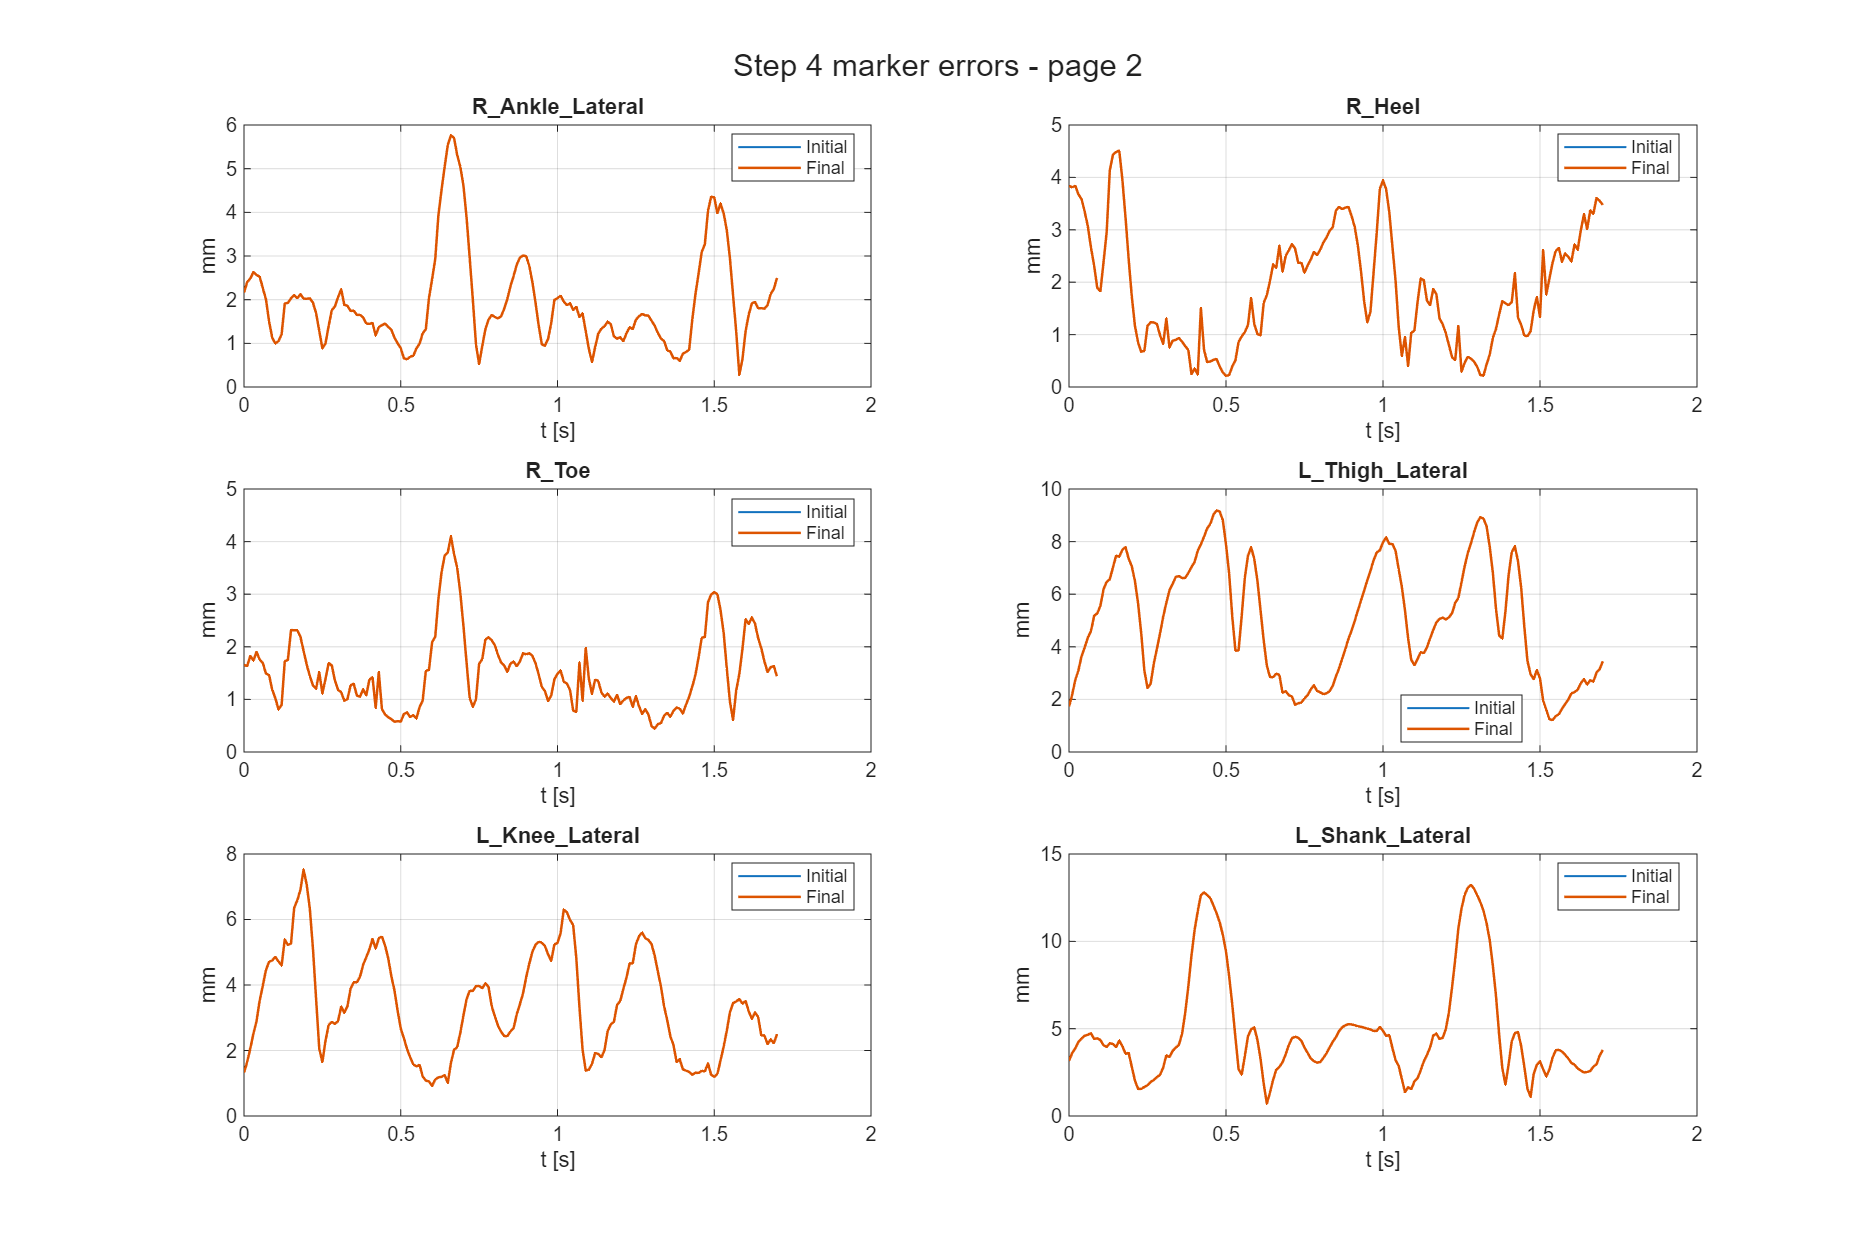 Step 4 marker errors - page 2
R_Ankle_Lateral
6
5
4
3
2
1
0
mm
0 0.5 1 1.5 2
t [s]
Initial
Final
R_Heel
5
4
3
2
1
0
mm
0 0.5 1 1.5 2
t [s]
Initial
Final
R_Toe
5
4
3
2
1
0
mm
0 0.5 1 1.5 2
t [s]
Initial
Final
L_Thigh_Lateral
10
8
6
4
2
0
mm
0 0.5 1 1.5 2
t [s]
Initial
Final
L_Knee_Lateral
8
6
4
2
0
mm
0 0.5 1 1.5 2
t [s]
Initial
Final
L_Shank_Lateral
15
10
5
0
mm
0 0.5 1 1.5 2
t [s]
Initial
Final